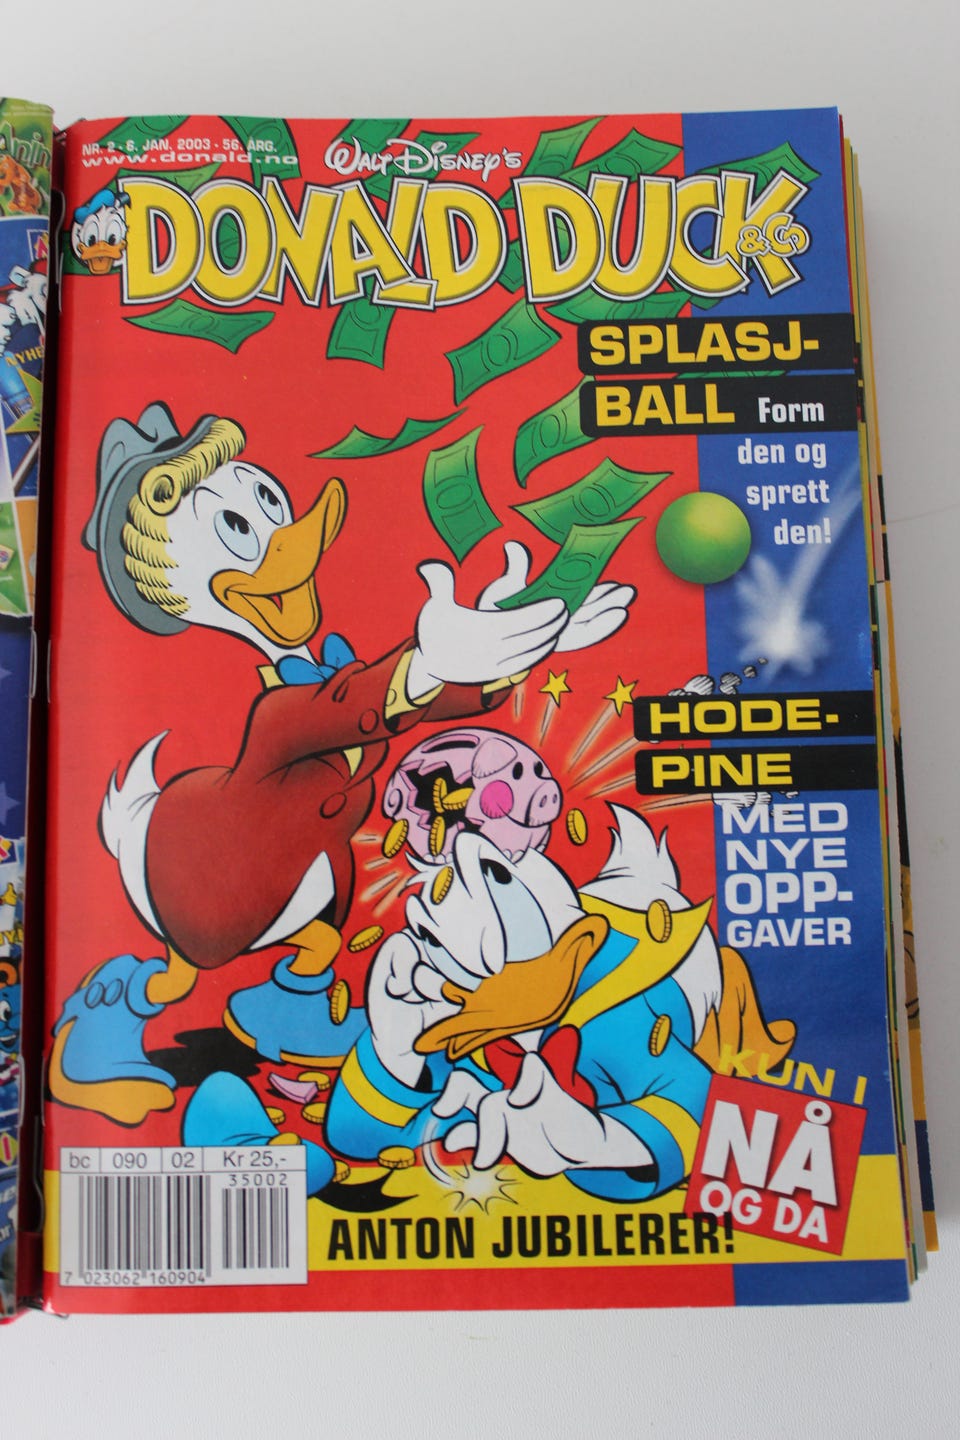 NR. 2 - 6. JAN. 2003 - 56. ÅRG.
www.donald.no
WALT DISNEY'S
DONALD DUCK
& Co
SPLASJ-
BALL Form
den og
sprett
den!
HODE-
PINE
MED
NYE
OPP-
GAVER
KUN I
NÅ
OG DA
bc 090 02 Kr 25,-
35002
7 023062 160904
ANTON JUBILERER!